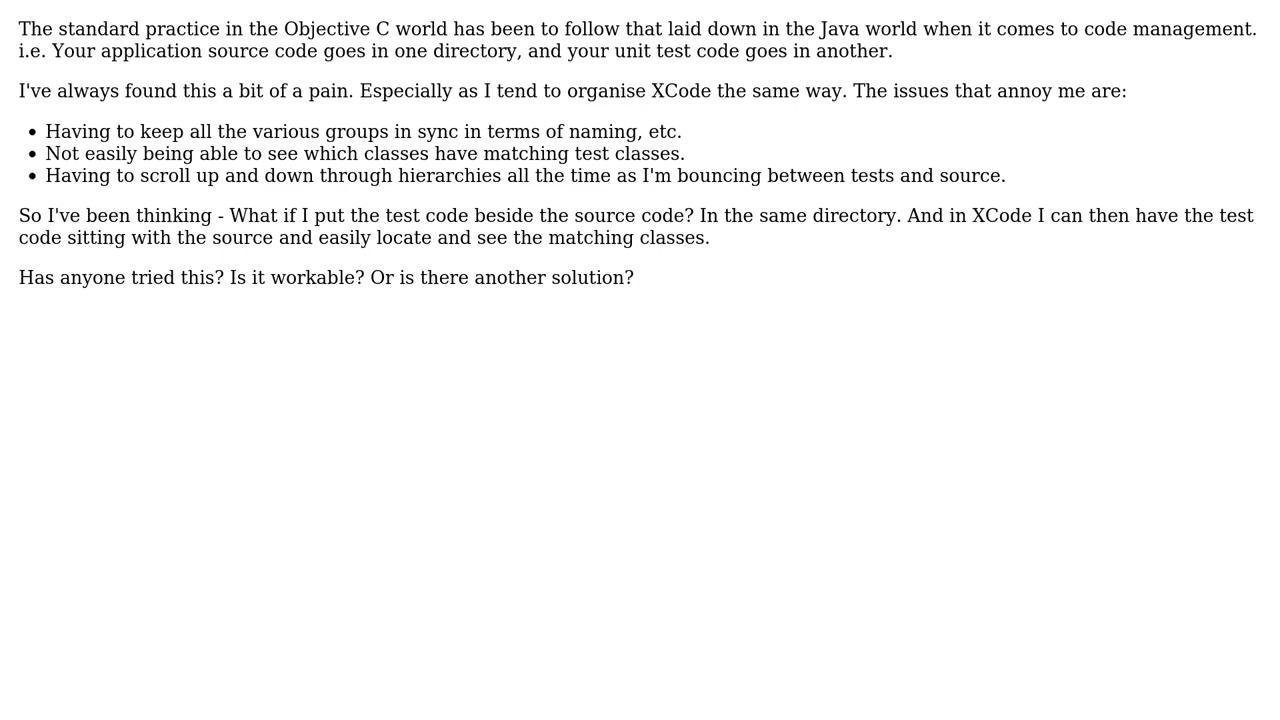 The standard practice in the Objective C world has been to follow that laid down in the Java world when it comes to code management.
i.e. Your application source code goes in one directory, and your unit test code goes in another.
I've always found this a bit of a pain. Especially as I tend to organise XCode the same way. The issues that annoy me are:
• Having to keep all the various groups in sync in terms of naming, etc.
• Not easily being able to see which classes have matching test classes.
• Having to scroll up and down through hierarchies all the time as I'm bouncing between tests and source.
So I've been thinking - What if I put the test code beside the source code? In the same directory. And in XCode I can then have the test
code sitting with the source and easily locate and see the matching classes.
Has anyone tried this? Is it workable? Or is there another solution?